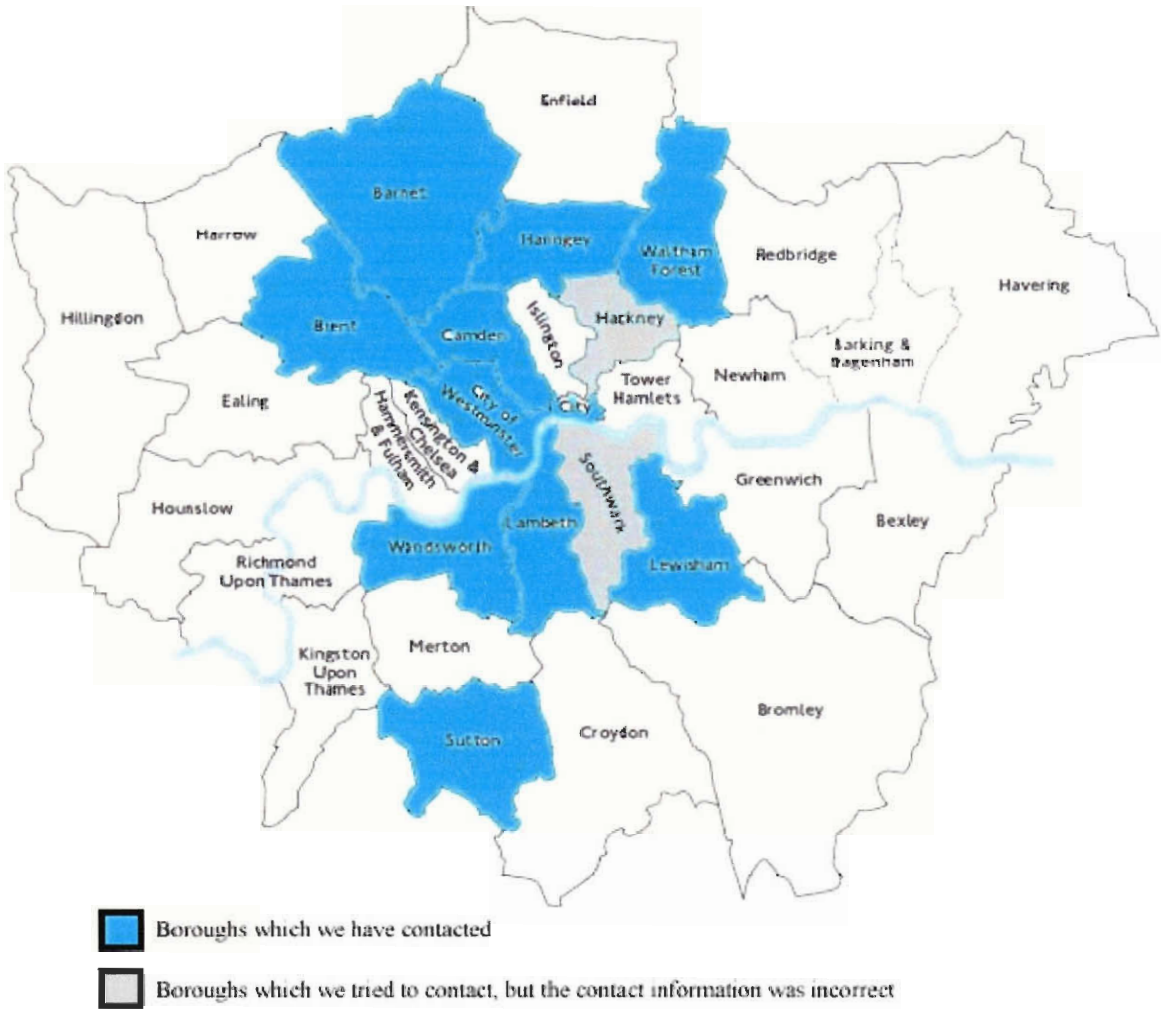 Enfield
Barnet
Harrow
Haringey
Waltham
Forest
Redbridge
Havering
Hillingdon
Brent
Camden
Islington
Hackney
Barking &
Dagenham
Ealing
Tower
Hamlets
Newham
City of
Westminster
City
Kensington &
Chelsea
Hammersmith
& Fulham
Southwark
Greenwich
Hounslow
Bexley
Lambeth
Wandsworth
Lewisham
Richmond
Upon Thames
Merton
Kingston
Upon
Thames
Bromley
Croydon
Sutton
Boroughs which we have contacted
Boroughs which we tried to contact, but the contact information was incorrect